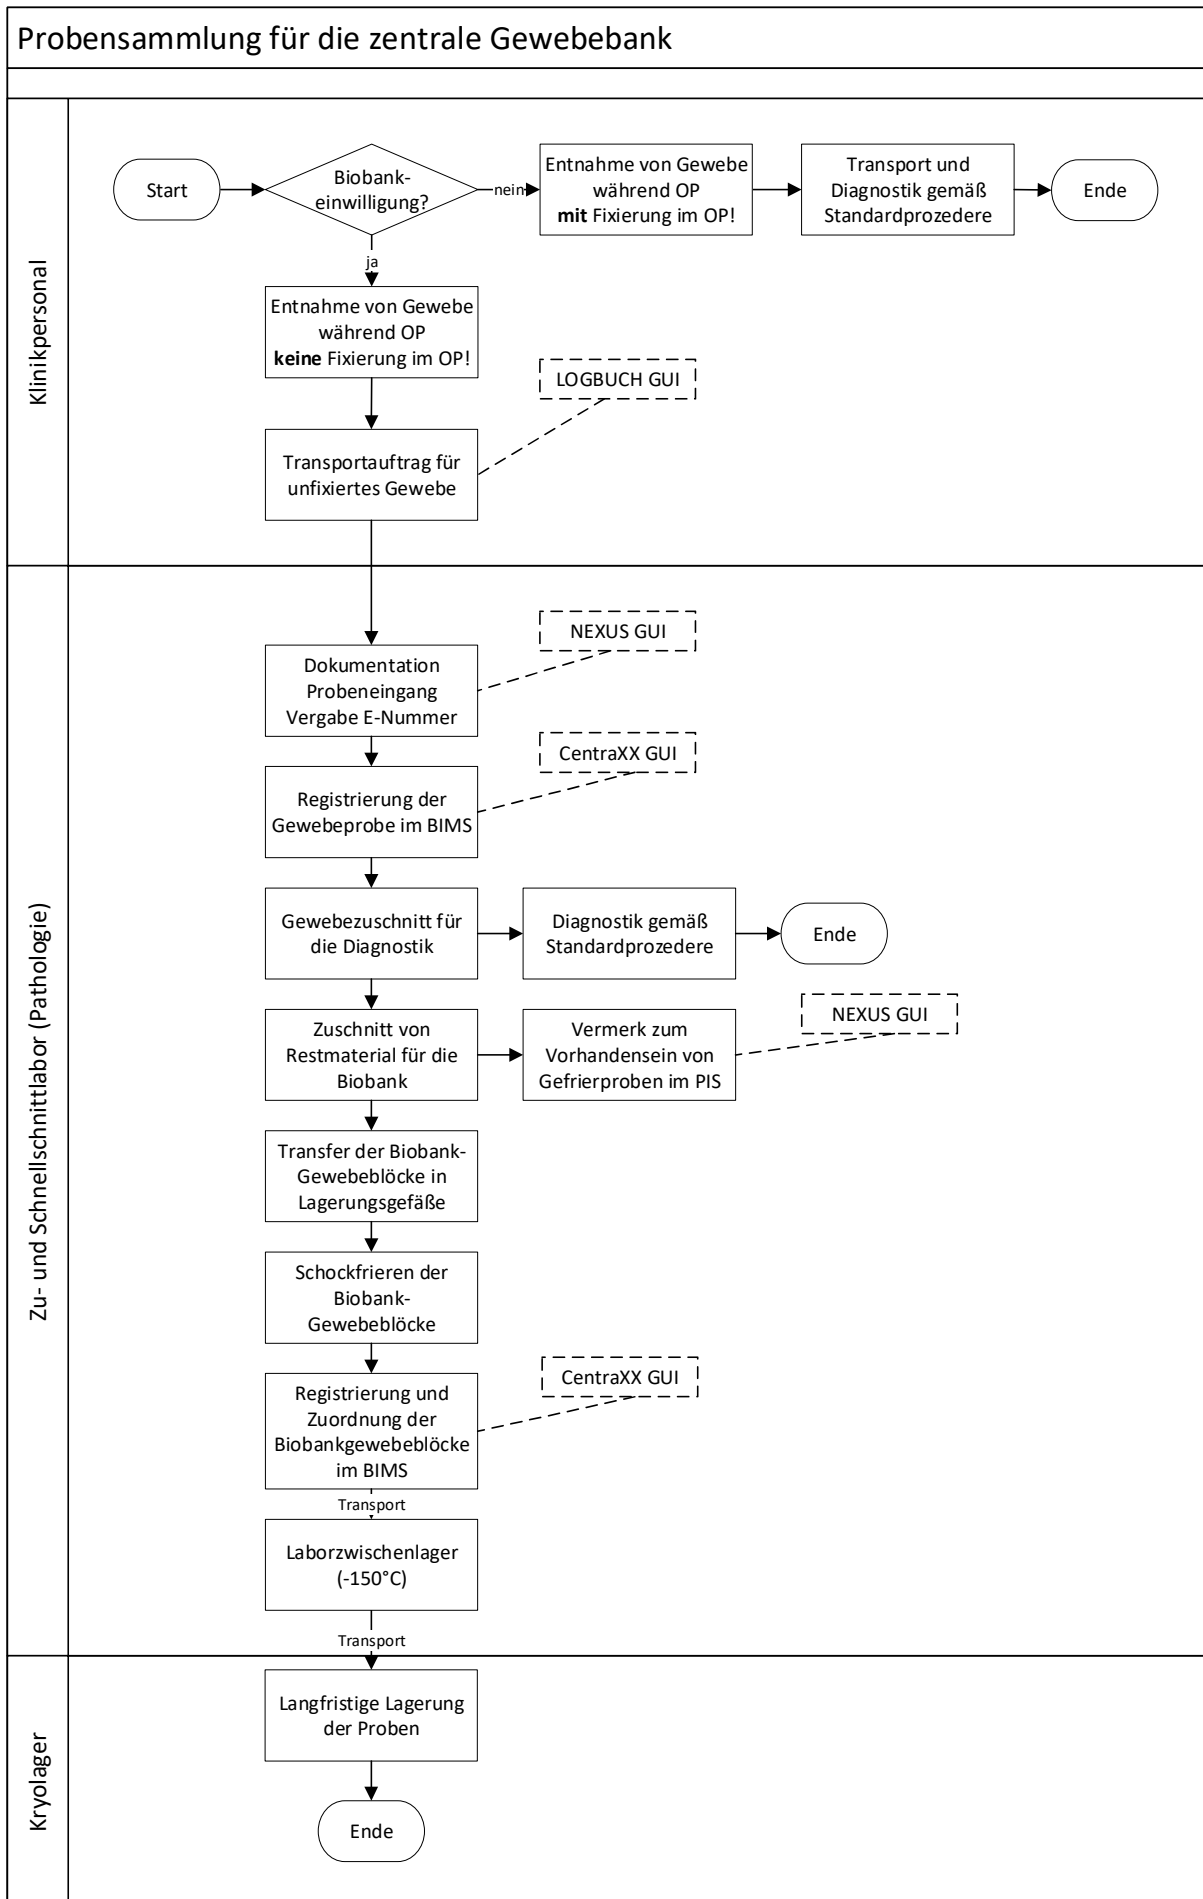 Probensammlung für die zentrale Gewebebank
Klinikpersonal
Start
Biobank-
einwilligung?
nein
Entnahme von Gewebe
während OP
mit Fixierung im OP!
Transport und
Diagnostik gemäß
Standardprozedere
Ende
ja
Entnahme von Gewebe
während OP
keine Fixierung im OP!
LOGBUCH GUI
Transportauftrag für
unfixiertes Gewebe
Zu- und Schnellschnittlabor (Pathologie)
NEXUS GUI
Dokumentation
Probeneingang
Vergabe E-Nummer
CentraXX GUI
Registrierung der
Gewebeprobe im BIMS
Gewebezuschnitt für
die Diagnostik
Diagnostik gemäß
Standardprozedere
Ende
NEXUS GUI
Zuschnitt von
Restmaterial für die
Biobank
Vermerk zum
Vorhandensein von
Gefrierproben im PIS
Transfer der Biobank-
Gewebeblöcke in
Lagerungsgefäße
Schockfrieren der
Biobank-
Gewebeblöcke
CentraXX GUI
Registrierung und
Zuordnung der
Biobankgewebeblöcke
im BIMS
Transport
Laborzwischenlager
(-150°C)
Transport
Kryolager
Langfristige Lagerung
der Proben
Ende